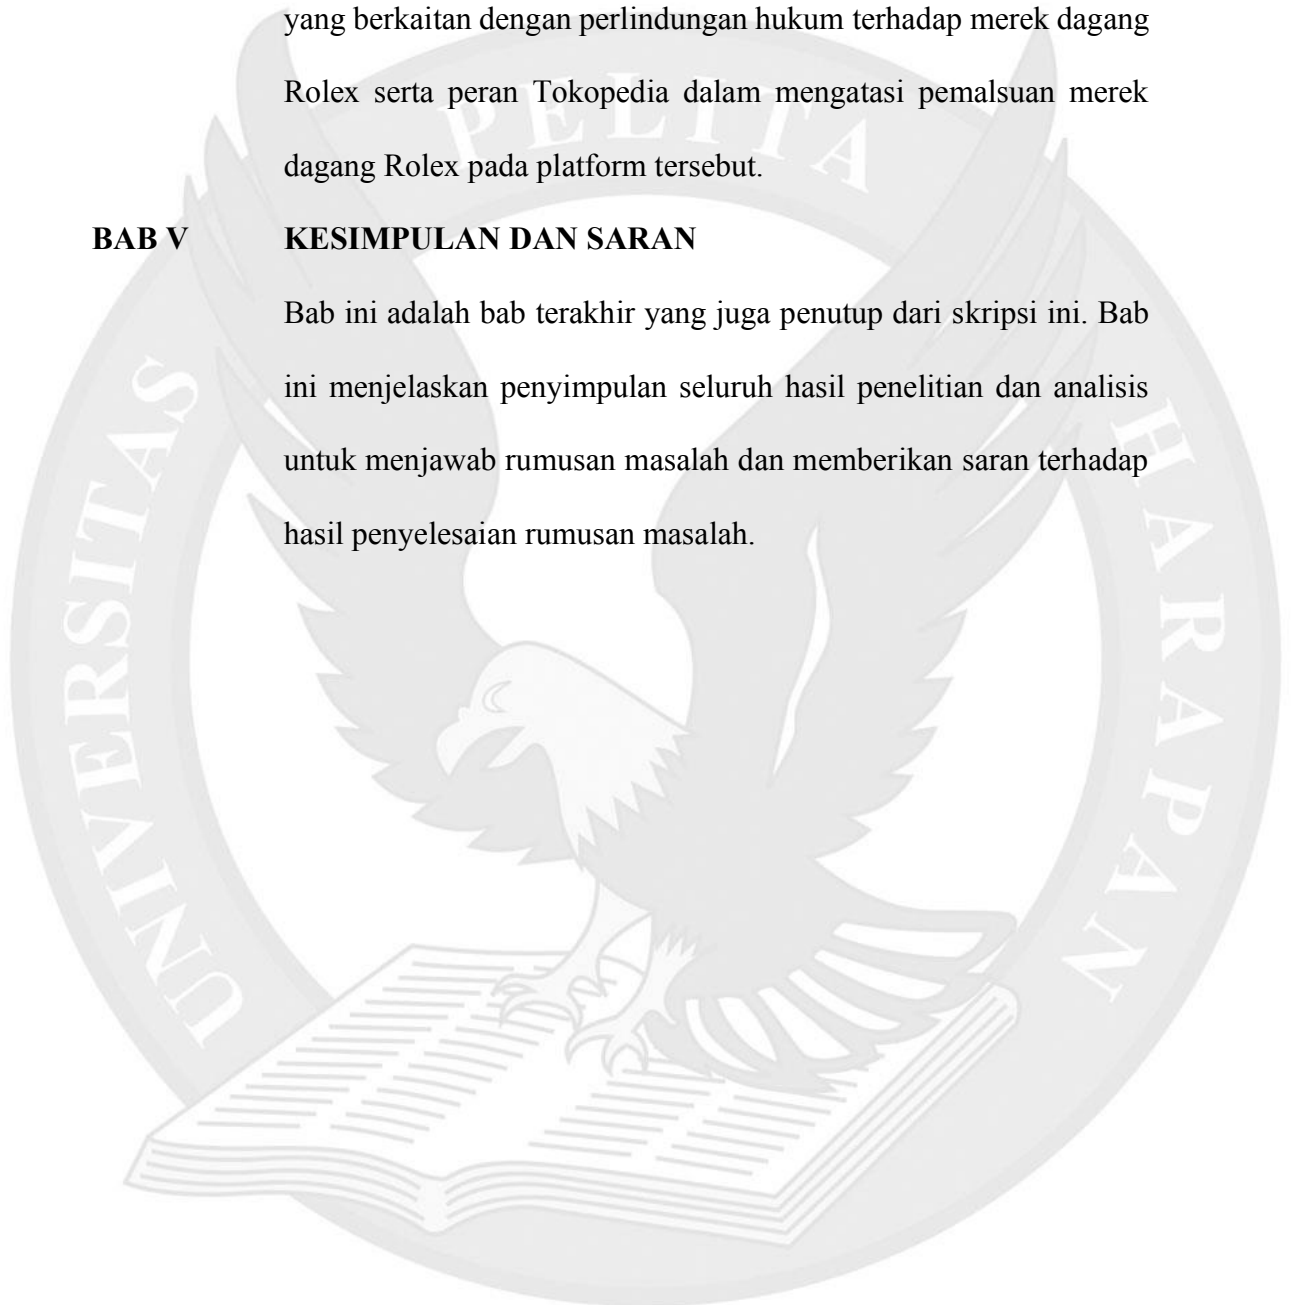 yang berkaitan dengan perlindungan hukum terhadap merek dagang
Rolex serta peran Tokopedia dalam mengatasi pemalsuan merek
dagang Rolex pada platform tersebut.
BAB V KESIMPULAN DAN SARAN
Bab ini adalah bab terakhir yang juga penutup dari skripsi ini. Bab
ini menjelaskan penyimpulan seluruh hasil penelitian dan analisis
untuk menjawab rumusan masalah dan memberikan saran terhadap
hasil penyelesaian rumusan masalah.
UNIVERSITAS PELITA HARAPAN